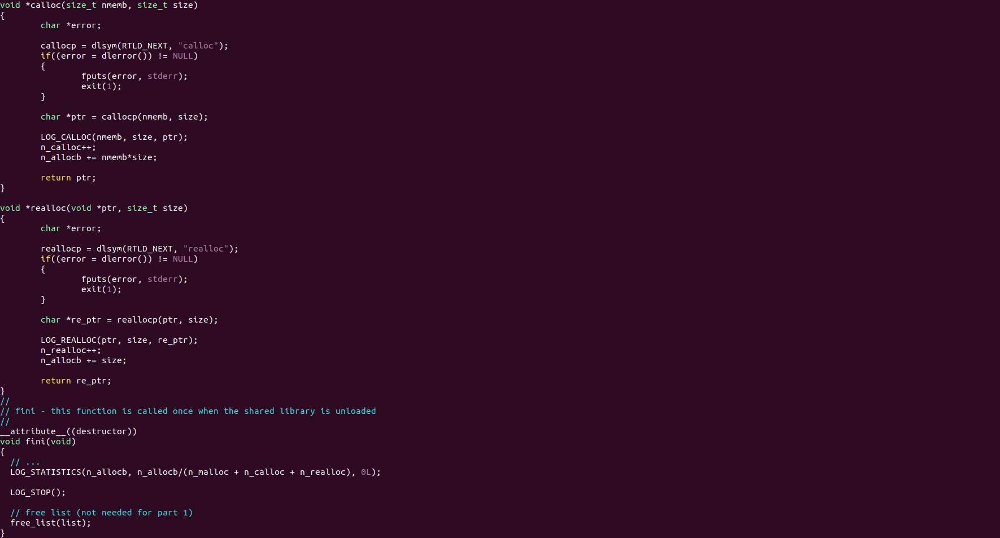 void *calloc(size_t nmemb, size_t size)
{
        char *error;

        callocp = dlsym(RTLD_NEXT, "calloc");
        if((error = dlerror()) != NULL)
        {
                fputs(error, stderr);
                exit(1);
        }

        char *ptr = callocp(nmemb, size);

        LOG_CALLOC(nmemb, size, ptr);
        n_calloc++;
        n_allocb += nmemb*size;

        return ptr;
}

void *realloc(void *ptr, size_t size)
{
        char *error;

        reallocp = dlsym(RTLD_NEXT, "realloc");
        if((error = dlerror()) != NULL)
        {
                fputs(error, stderr);
                exit(1);
        }

        char *re_ptr = reallocp(ptr, size);

        LOG_REALLOC(ptr, size, re_ptr);
        n_realloc++;
        n_allocb += size;

        return re_ptr;
}
//
// fini - this function is called once when the shared library is unloaded
//
__attribute__((destructor))
void fini(void)
{
  // ...
  LOG_STATISTICS(n_allocb, n_allocb/(n_malloc + n_calloc + n_realloc), 0L);

  LOG_STOP();

  // free list (not needed for part 1)
  free_list(list);
}